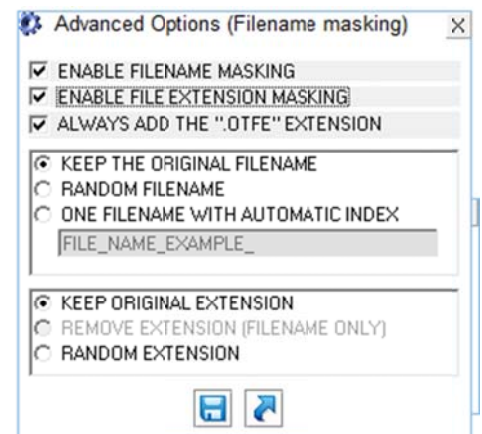 Advanced Options (Filename masking)
ENABLE FILENAME MASKING
ENABLE FILE EXTENSION MASKING
ALWAYS ADD THE ".OTFE" EXTENSION
KEEP THE ORIGINAL FILENAME
RANDOM FILENAME
ONE FILENAME WITH AUTOMATIC INDEX
FILE_NAME_EXAMPLE_
KEEP ORIGINAL EXTENSION
REMOVE EXTENSION (FILENAME ONLY)
RANDOM EXTENSION